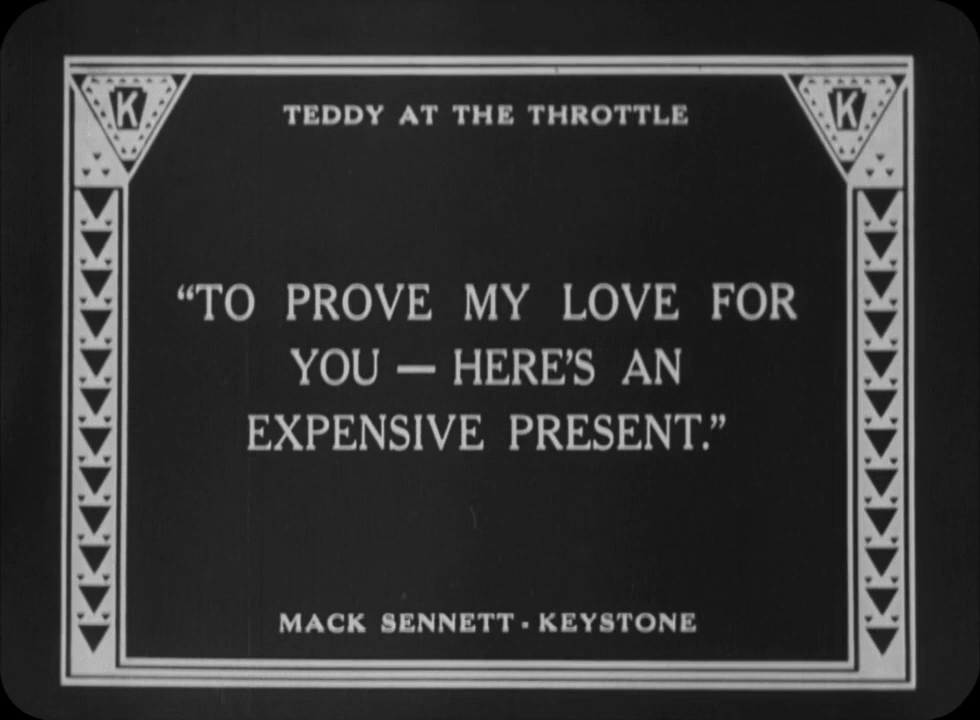 K K
TEDDY AT THE THROTTLE
“TO PROVE MY LOVE FOR
YOU — HERE’S AN
EXPENSIVE PRESENT.”
MACK SENNETT · KEYSTONE